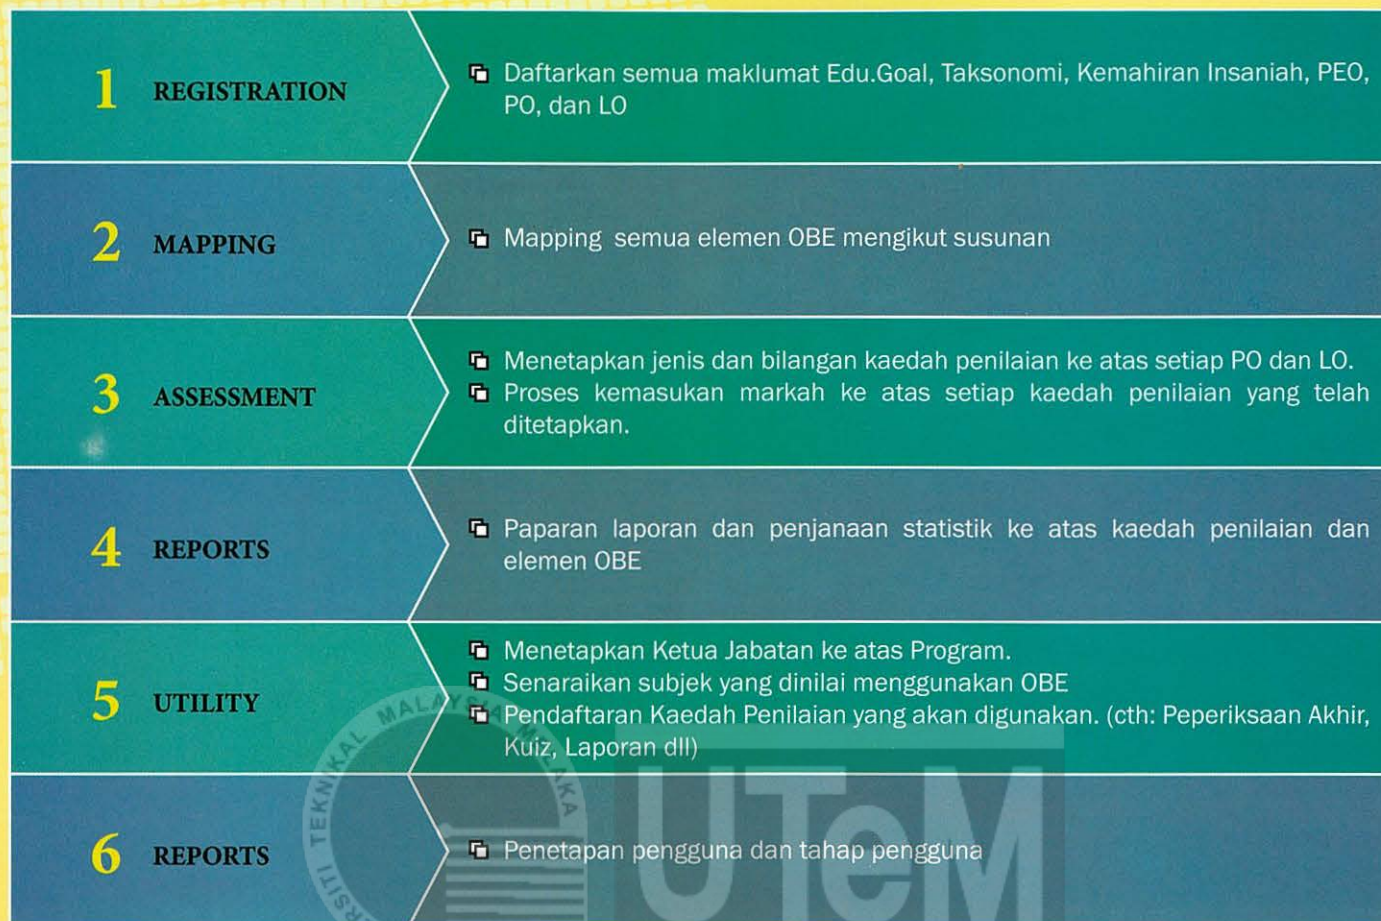 1 REGISTRATION
Daftarkan semua maklumat Edu.Goal, Taksonomi, Kemahiran Insaniah, PEO,
PO, dan LO
2 MAPPING
Mapping semua elemen OBE mengikut susunan
3 ASSESSMENT
Menetapkan jenis dan bilangan kaedah penilaian ke atas setiap PO dan LO.
Proses kemasukan markah ke atas setiap kaedah penilaian yang telah
ditetapkan.
4 REPORTS
Paparan laporan dan penjanaan statistik ke atas kaedah penilaian dan
elemen OBE
5 UTILITY
Menetapkan Ketua Jabatan ke atas Program.
Senaraikan subjek yang dinilai menggunakan OBE
Pendaftaran Kaedah Penilaian yang akan digunakan. (cth: Peperiksaan Akhir,
Kuiz, Laporan dll)
6 REPORTS
Penetapan pengguna dan tahap pengguna
RSITI TEKNIKAL MALAYSIA MELAKA
UTeM